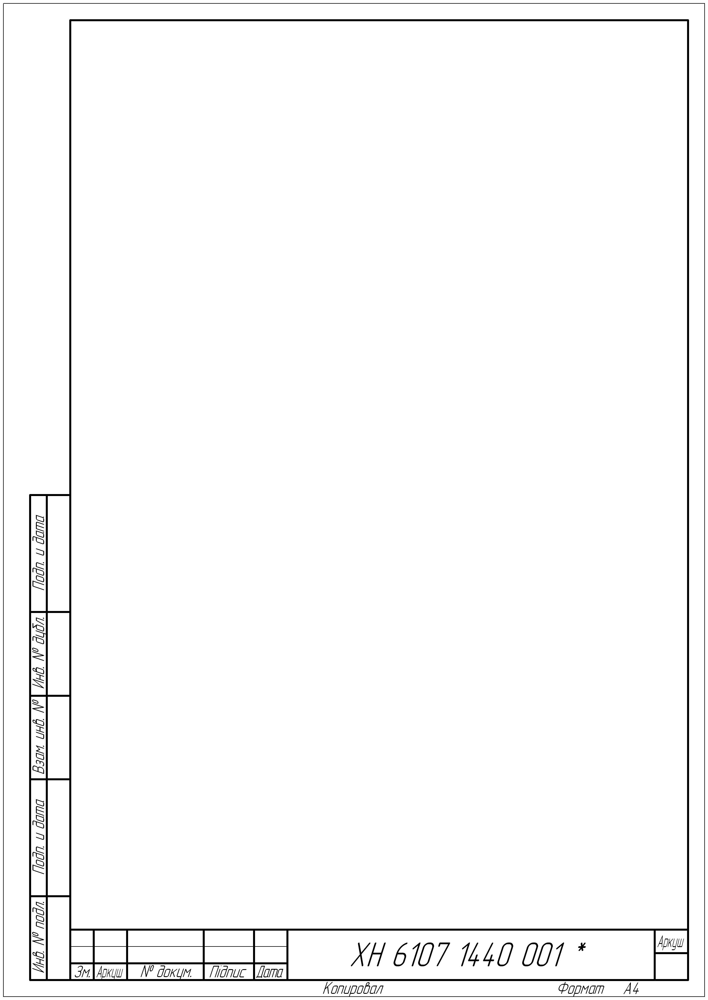 Подп. и дата
Инв. № дубл.
Взам. инв. №
Подп. и дата
Инв. № подл.
ХН 6107 1440 001 *
Аркуш
Зм. Аркуш № докум. Підпис Дата
Копировал Формат А4